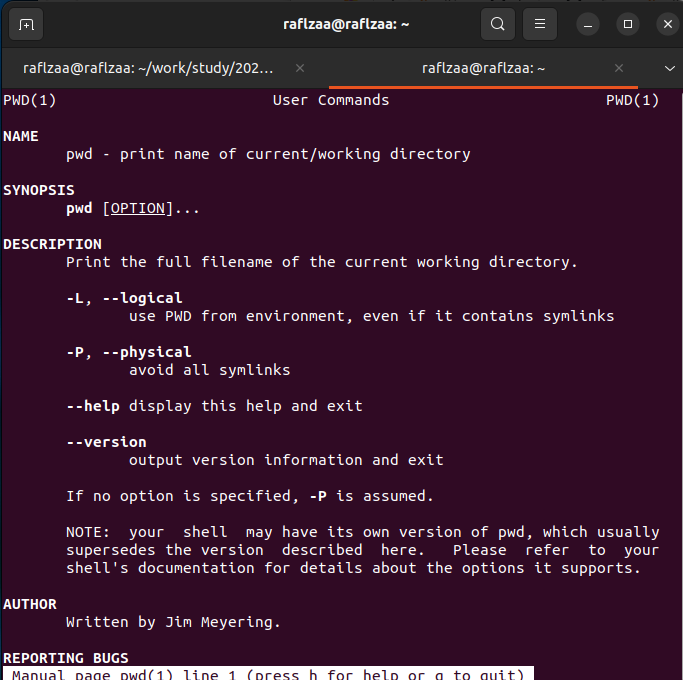 raflzaa@raflzaa: ~
raflzaa@raflzaa: ~/work/study/202...
raflzaa@raflzaa: ~
PWD(1) User Commands PWD(1)
NAME
pwd - print name of current/working directory
SYNOPSIS
pwd [OPTION]...
DESCRIPTION
Print the full filename of the current working directory.
-L, --logical
use PWD from environment, even if it contains symlinks
-P, --physical
avoid all symlinks
--help display this help and exit
--version
output version information and exit
If no option is specified, -P is assumed.
NOTE: your shell may have its own version of pwd, which usually
supersedes the version described here. Please refer to your
shell's documentation for details about the options it supports.
AUTHOR
Written by Jim Meyering.
REPORTING BUGS
Manual page pwd(1) line 1 (press h for help or q to quit)